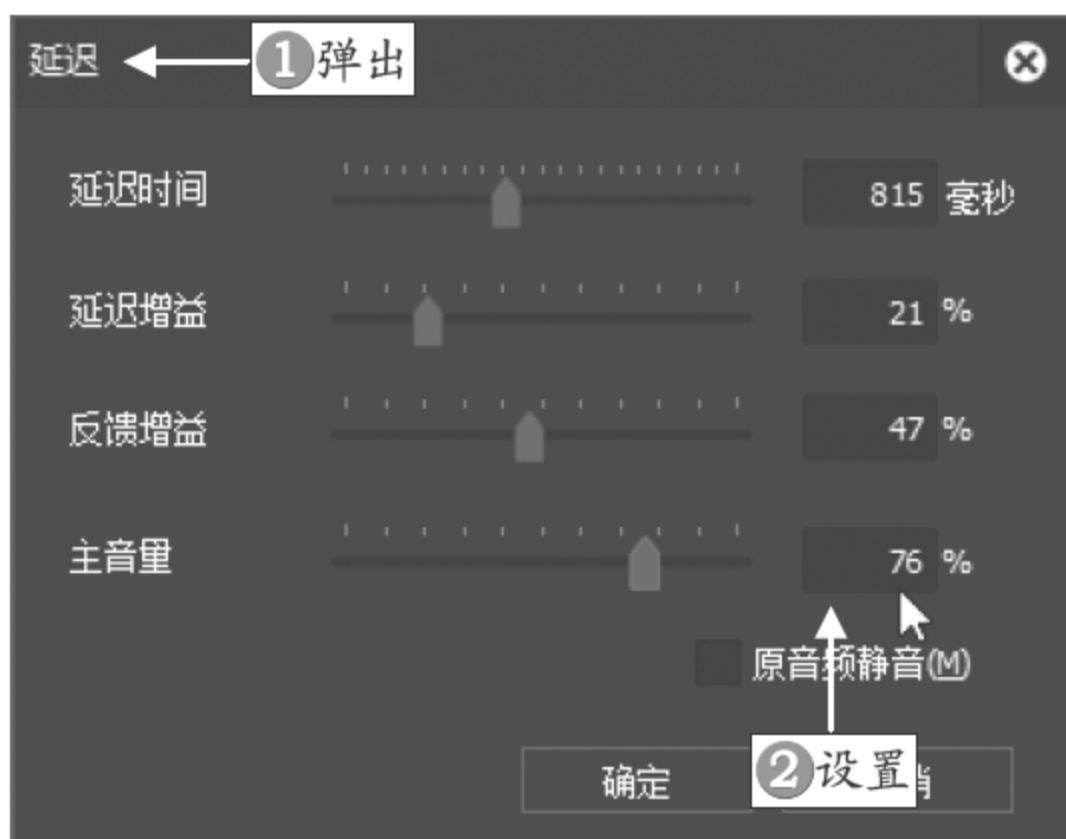 延迟 ①弹出
延迟时间 815 毫秒
延迟增益 21 %
反馈增益 47 %
主音量 76 %
原音频静音(M)
确定 ②设置